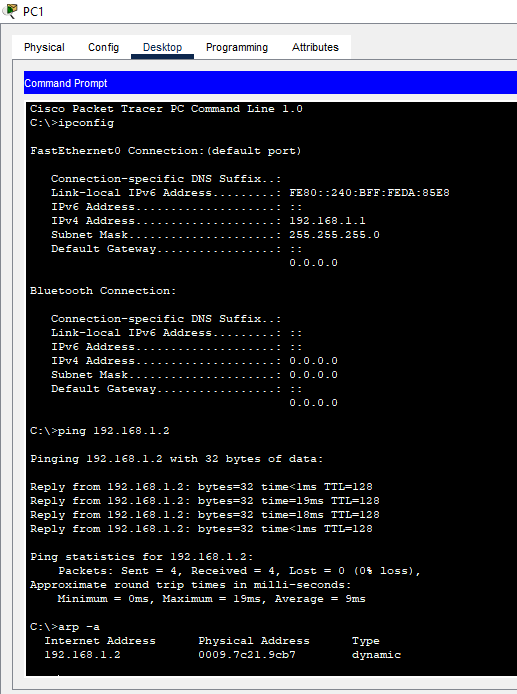 PC1
Physical Config Desktop Programming Attributes
Command Prompt
Cisco Packet Tracer PC Command Line 1.0
C:\>ipconfig
FastEthernet0 Connection:(default port)
Connection-specific DNS Suffix..:
Link-local IPv6 Address.........: FE80::240:BFF:FEDA:85E8
IPv6 Address....................: ::
IPv4 Address....................: 192.168.1.1
Subnet Mask.....................: 255.255.255.0
Default Gateway.................: ::
0.0.0.0
Bluetooth Connection:
Connection-specific DNS Suffix..:
Link-local IPv6 Address.........: ::
IPv6 Address....................: ::
IPv4 Address....................: 0.0.0.0
Subnet Mask.....................: 0.0.0.0
Default Gateway.................: ::
0.0.0.0
C:\>ping 192.168.1.2
Pinging 192.168.1.2 with 32 bytes of data:
Reply from 192.168.1.2: bytes=32 time<1ms TTL=128
Reply from 192.168.1.2: bytes=32 time=19ms TTL=128
Reply from 192.168.1.2: bytes=32 time=18ms TTL=128
Reply from 192.168.1.2: bytes=32 time<1ms TTL=128
Ping statistics for 192.168.1.2:
Packets: Sent = 4, Received = 4, Lost = 0 (0% loss),
Approximate round trip times in milli-seconds:
Minimum = 0ms, Maximum = 19ms, Average = 9ms
C:\>arp -a
Internet Address Physical Address Type
192.168.1.2 0009.7c21.9cb7 dynamic